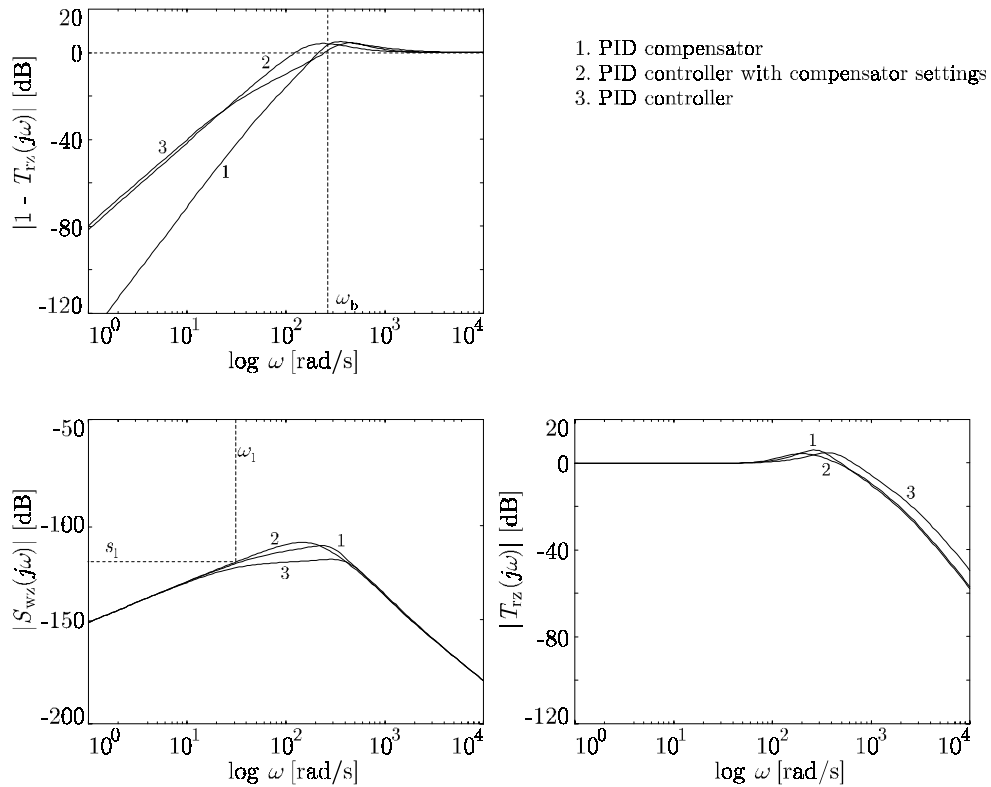 |1 - T_rz(jω)| [dB]
20
0
-40
-80
-120
2
3
1
ω_b
10^0 10^1 10^2 10^3 10^4
log ω [rad/s]
1. PID compensator
2. PID controller with compensator settings
3. PID controller
|S_wz(jω)| [dB]
-50
-100
-150
-200
ω_1
s_1
2 1
3
10^0 10^1 10^2 10^3 10^4
log ω [rad/s]
|T_rz(jω)| [dB]
20
0
-40
-80
-120
1
2
3
10^0 10^1 10^2 10^3 10^4
log ω [rad/s]